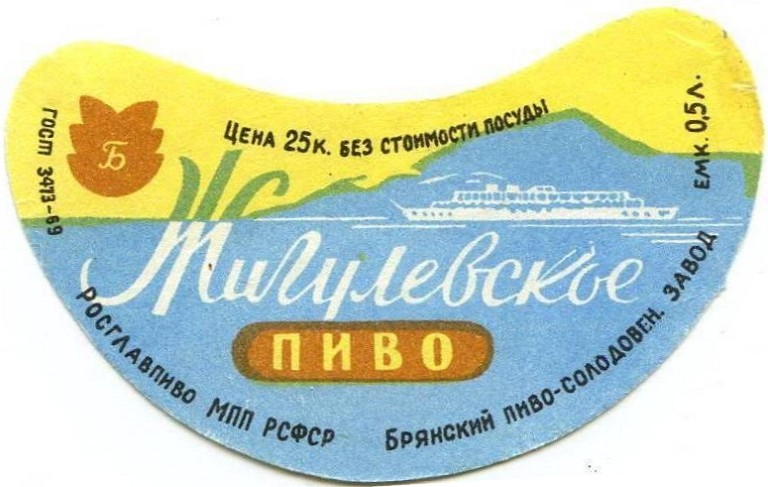 Б
ГОСТ 3473-69
ЦЕНА 25К. БЕЗ СТОИМОСТИ ПОСУДЫ
ЕМК. 0,5Л.
Жигулевское
ПИВО
РОСГЛАВПИВО МПП РСФСР
БРЯНСКИЙ ПИВО-СОЛОДОВЕН. ЗАВОД